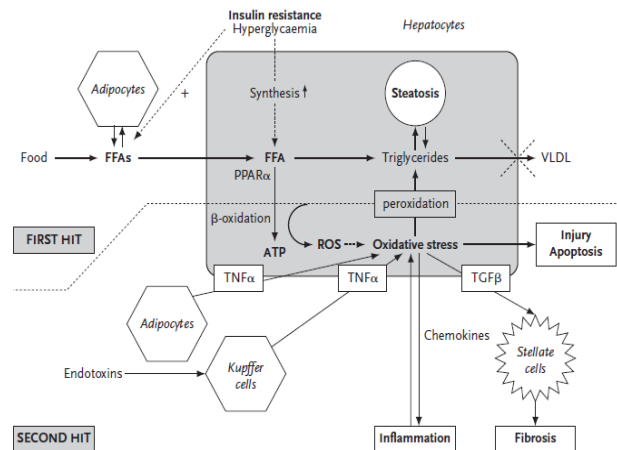 Insulin resistance
Hyperglycaemia
Hepatocytes
Adipocytes
+
Synthesis ↑
Steatosis
Food
FFAs
FFA
PPARα
Triglycerides
VLDL
β-oxidation
peroxidation
FIRST HIT
ATP
ROS
Oxidative stress
Injury
Apoptosis
TNFα
TNFα
TGFβ
Adipocytes
Chemokines
Stellate
cells
Endotoxins
Kupffer
cells
SECOND HIT
Inflammation
Fibrosis